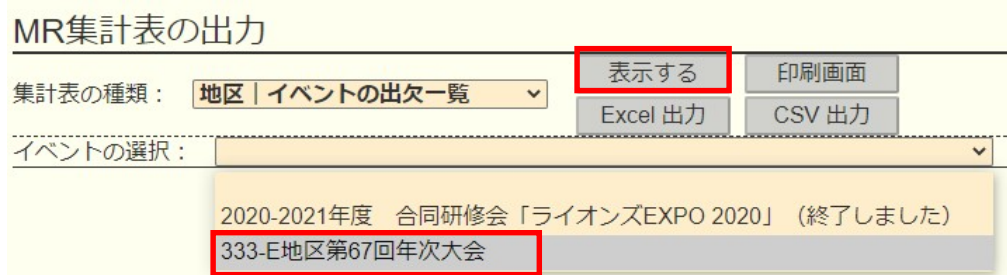 MR集計表の出力
集計表の種類： 地区｜イベントの出欠一覧 表示する 印刷画面
Excel 出力 CSV 出力
イベントの選択：
2020-2021年度　合同研修会「ライオンズEXPO 2020」（終了しました）
333-E地区第67回年次大会